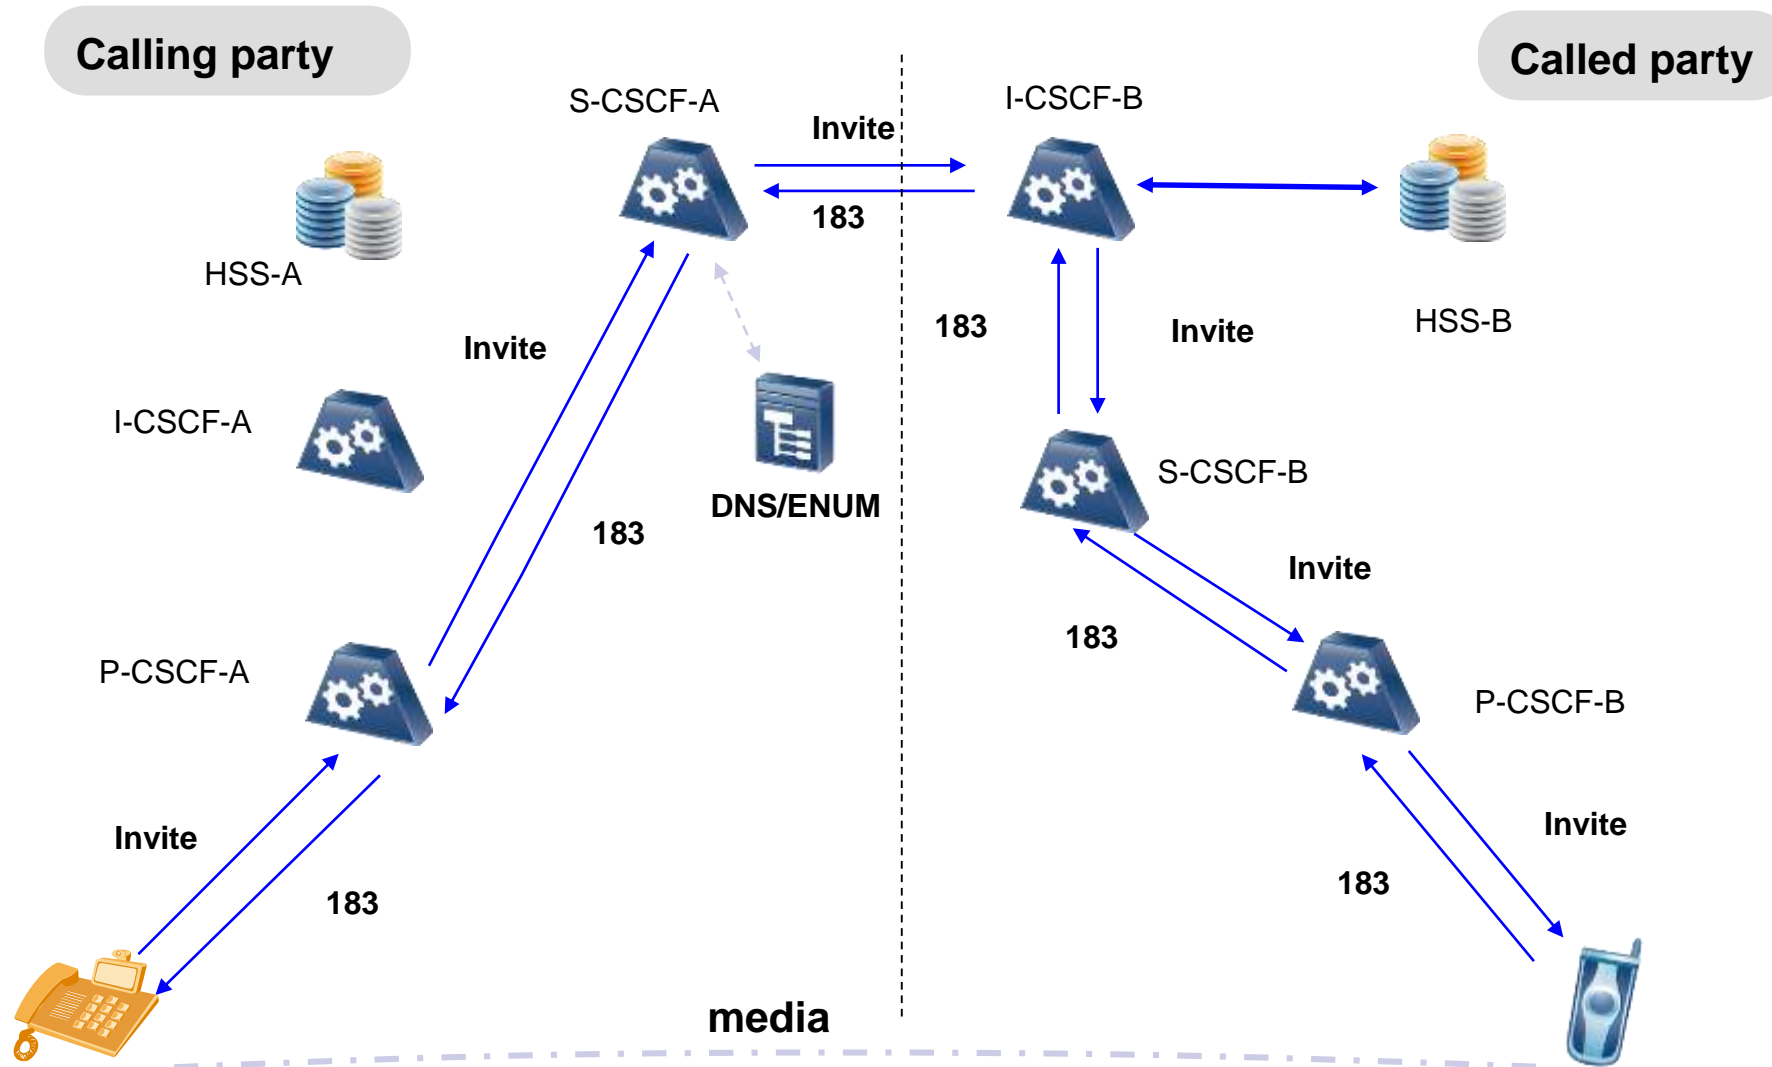 Calling party
Called party
S-CSCF-A
I-CSCF-B
Invite
183
HSS-A
HSS-B
183
Invite
Invite
I-CSCF-A
S-CSCF-B
DNS/ENUM
183
Invite
183
P-CSCF-A
P-CSCF-B
Invite
Invite
183
183
media